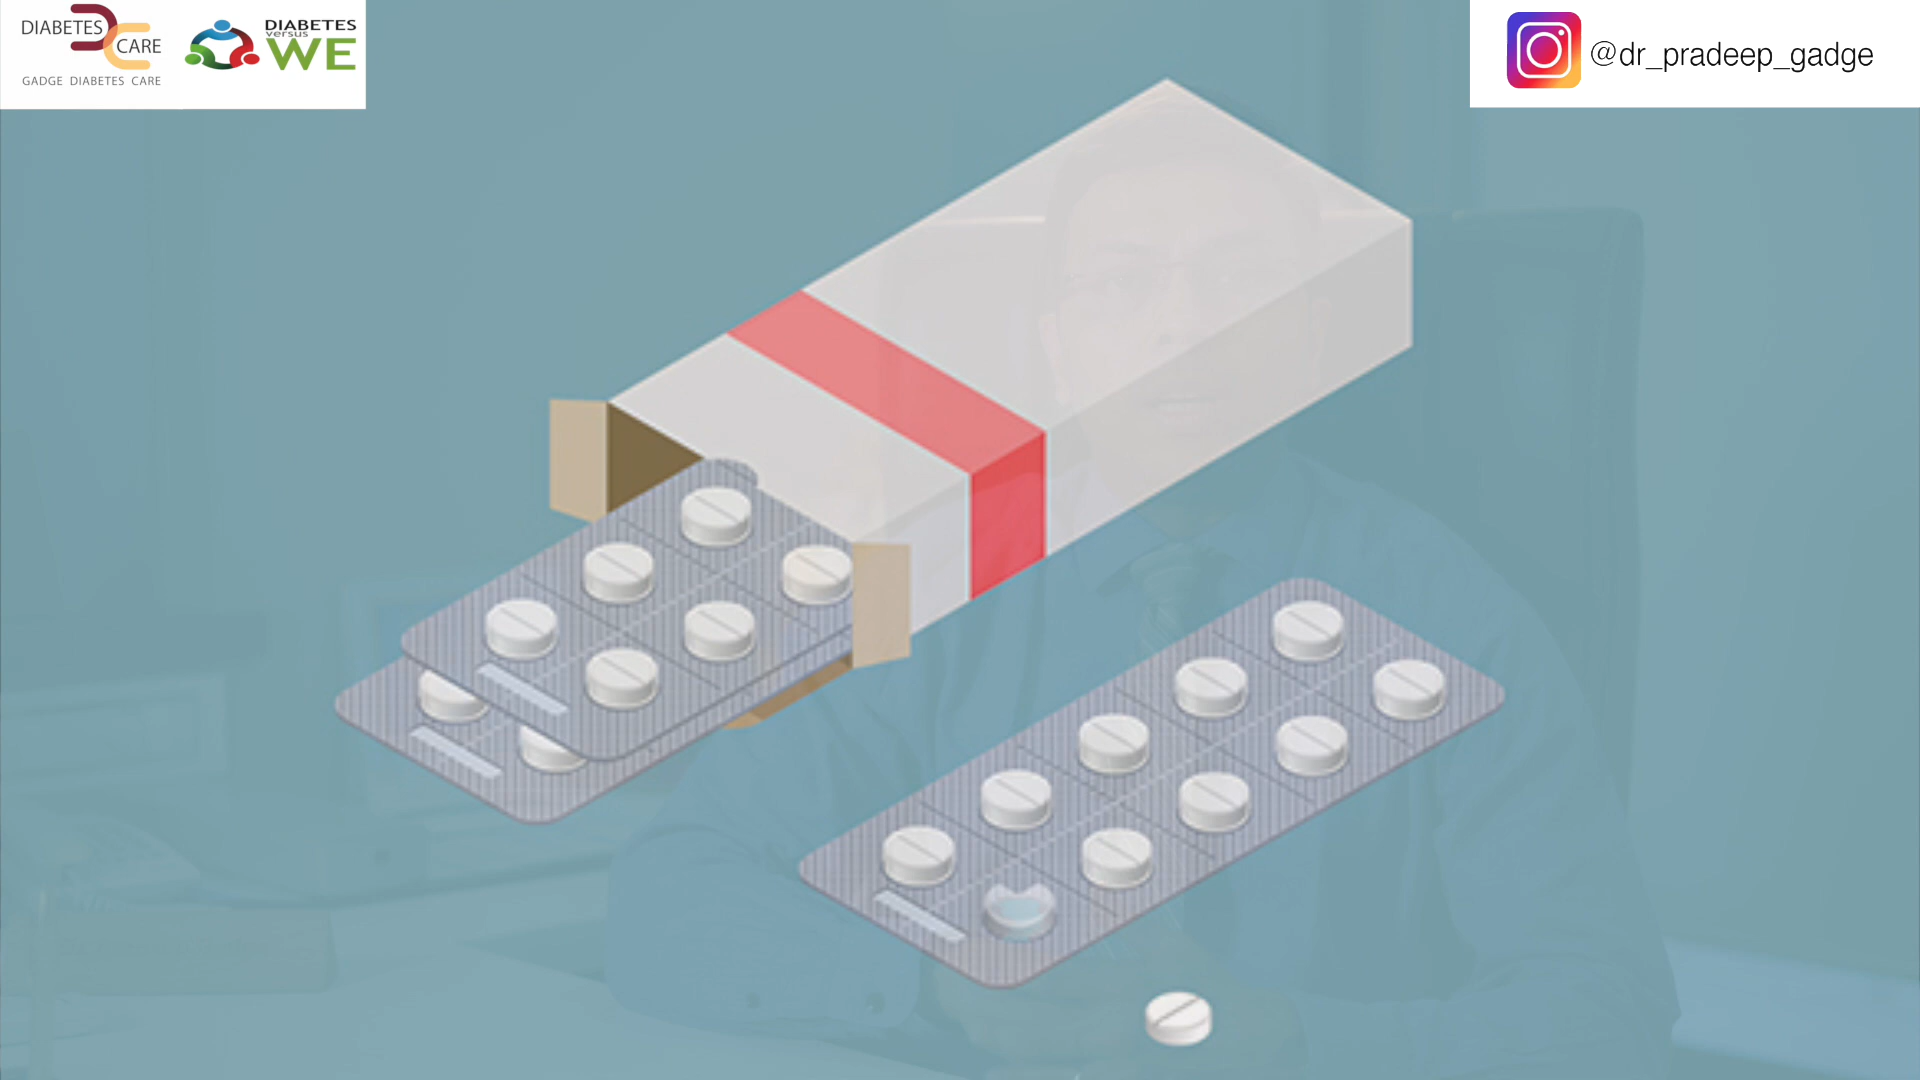 DIABETES
CARE
GADGE DIABETES CARE
DIABETES
versus
WE
@dr_pradeep_gadge